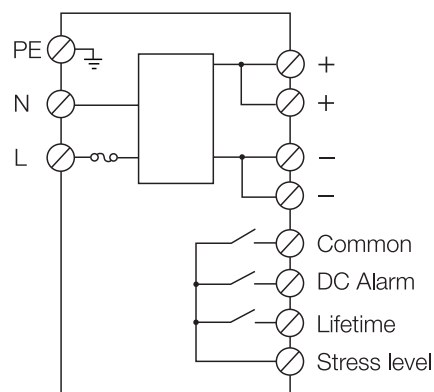 PE
N
L
+
+
–
–
Common
DC Alarm
Lifetime
Stress level